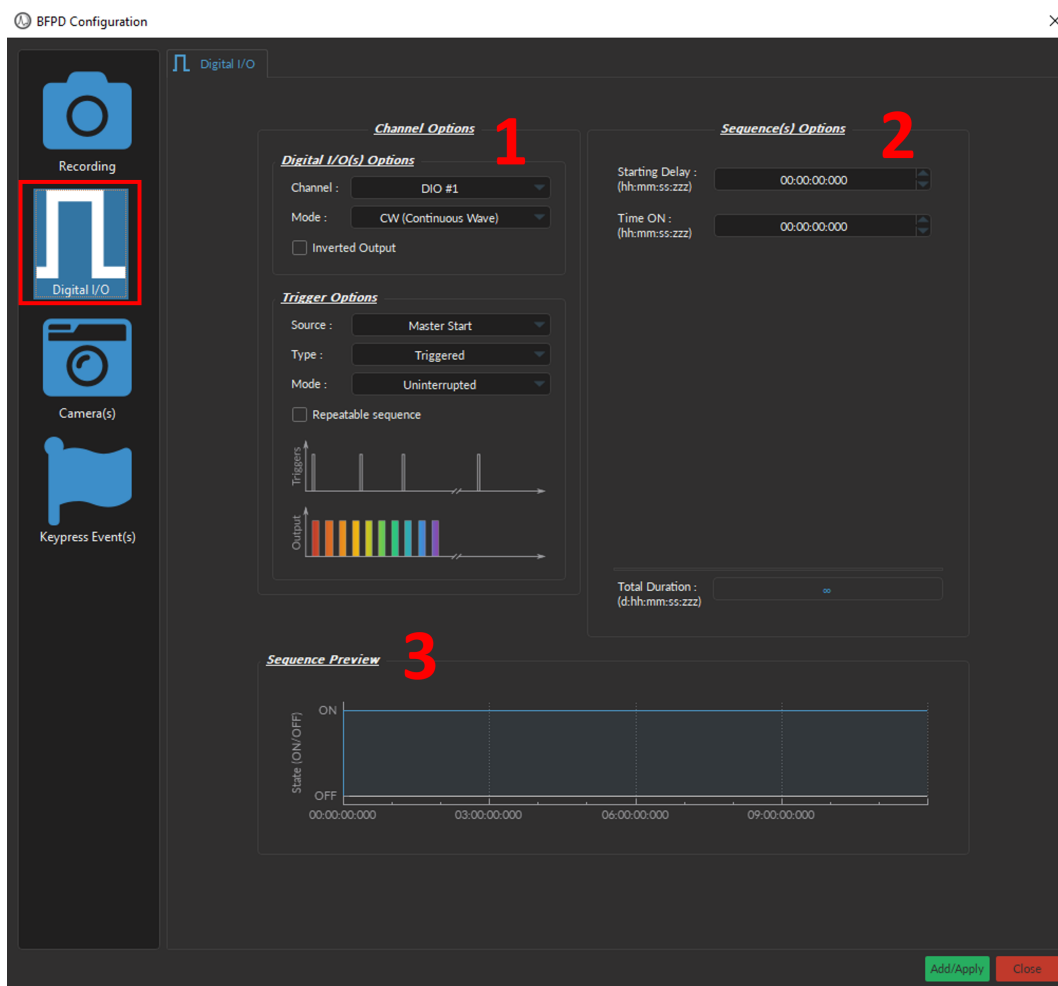 BFPD Configuration
Recording
Digital I/O
Camera(s)
Keypress Event(s)
Digital I/O
Channel Options
1
Digital I/O(s) Options
Channel : DIO #1
Mode : CW (Continuous Wave)
Inverted Output
Trigger Options
Source : Master Start
Type : Triggered
Mode : Uninterrupted
Repeatable sequence
Triggers
Output
Sequence(s) Options
2
Starting Delay :
(hh:mm:ss:zzz)
00:00:00:000
Time ON :
(hh:mm:ss:zzz)
00:00:00:000
Total Duration :
(d:hh:mm:ss:zzz)
∞
Sequence Preview
3
State (ON/OFF)
ON
OFF
00:00:00:000 03:00:00:000 06:00:00:000 09:00:00:000
Add/Apply Close